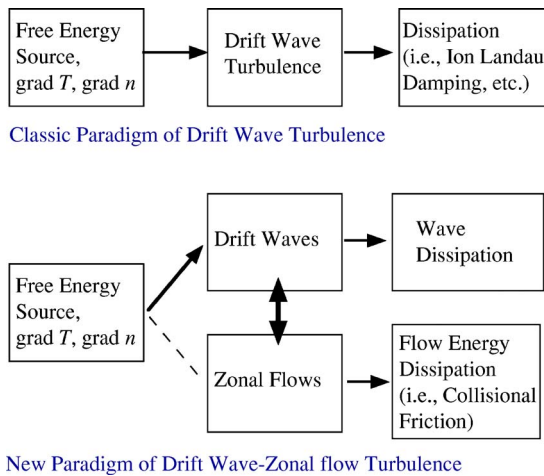 Free Energy
Source,
grad T, grad n
Drift Wave
Turbulence
Dissipation
(i.e., Ion Landau
Damping, etc.)
Classic Paradigm of Drift Wave Turbulence
Free Energy
Source,
grad T, grad n
Drift Waves
Wave
Dissipation
Zonal Flows
Flow Energy
Dissipation
(i.e., Collisional
Friction)
New Paradigm of Drift Wave-Zonal flow Turbulence